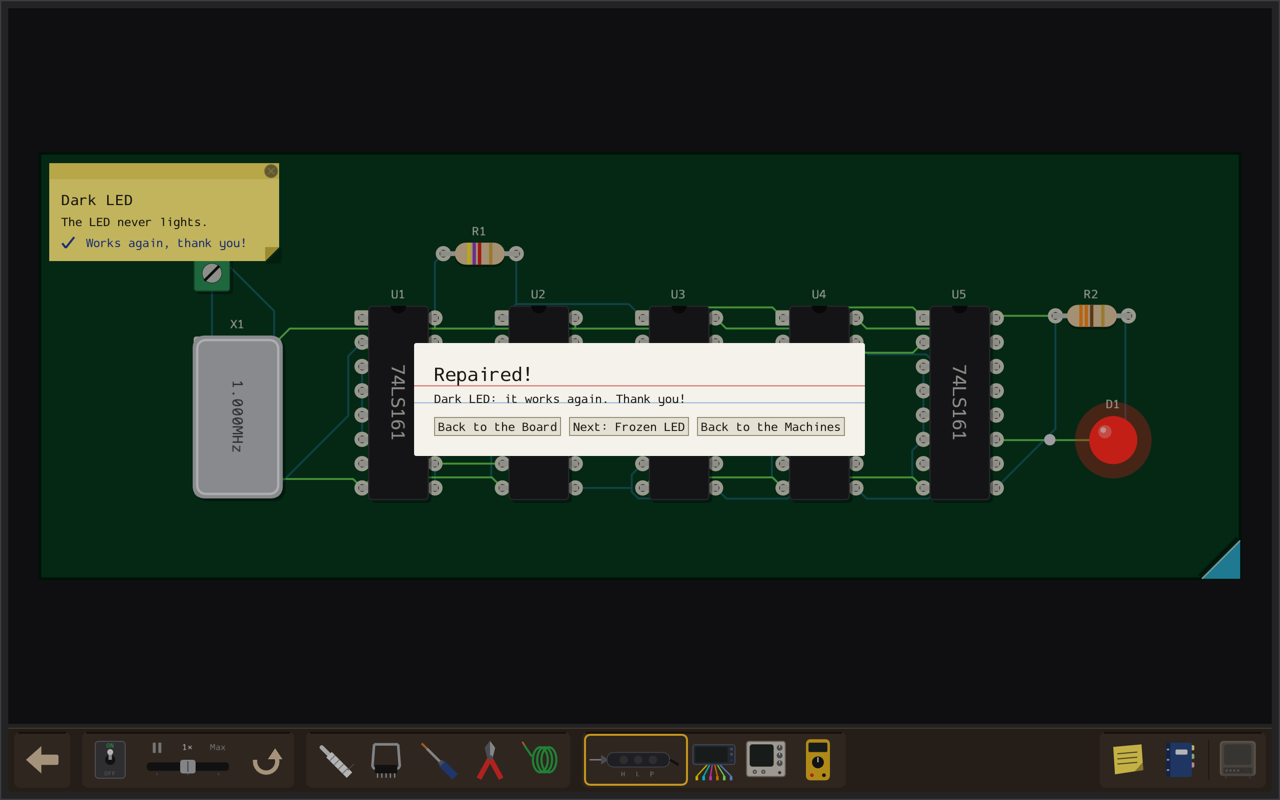 Dark LED
The LED never lights.
Works again, thank you!
R1
U1
U2
U3
U4
U5
R2
X1
1.000MHz
74LS161
74LS161
D1
Repaired!
Dark LED: it works again. Thank you!
Back to the Board
Next: Frozen LED
Back to the Machines
ON
OFF
1×
Max
H L P